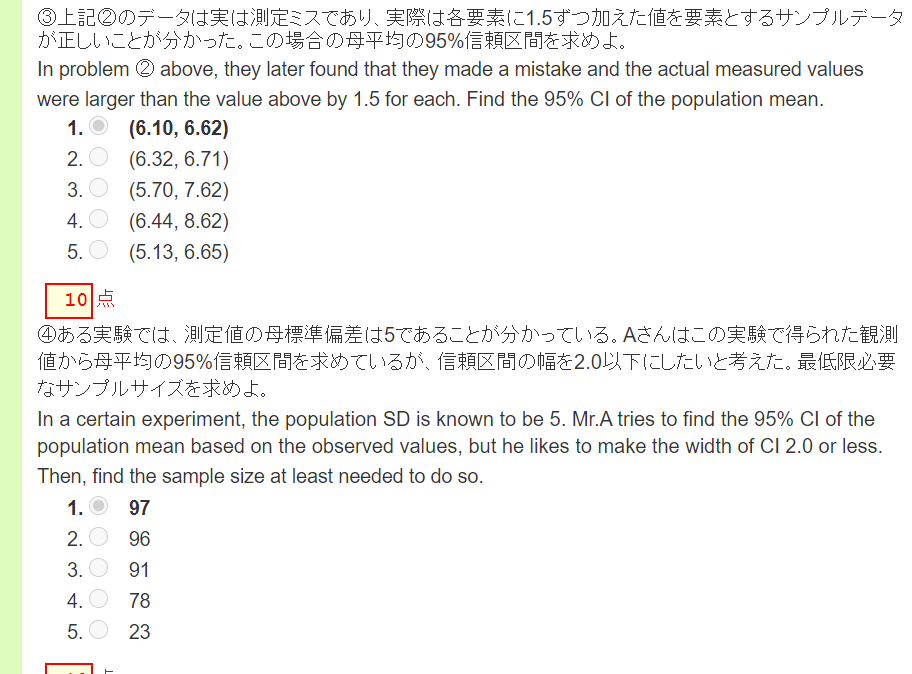 ③上記②のデータは実は測定ミスであり、実際は各要素に1.5ずつ加えた値を要素とするサンプルデータ
が正しいことが分かった。この場合の母平均の95%信頼区間を求めよ。
In problem ② above, they later found that they made a mistake and the actual measured values
were larger than the value above by 1.5 for each. Find the 95% CI of the population mean.
1. (6.10, 6.62)
2. (6.32, 6.71)
3. (5.70, 7.62)
4. (6.44, 8.62)
5. (5.13, 6.65)
10 点
④ある実験では、測定値の母標準偏差は5であることが分かっている。Aさんはこの実験で得られた観測
値から母平均の95%信頼区間を求めているが、信頼区間の幅を2.0以下にしたいと考えた。最低限必要
なサンプルサイズを求めよ。
In a certain experiment, the population SD is known to be 5. Mr.A tries to find the 95% CI of the
population mean based on the observed values, but he likes to make the width of CI 2.0 or less.
Then, find the sample size at least needed to do so.
1. 97
2. 96
3. 91
4. 78
5. 23